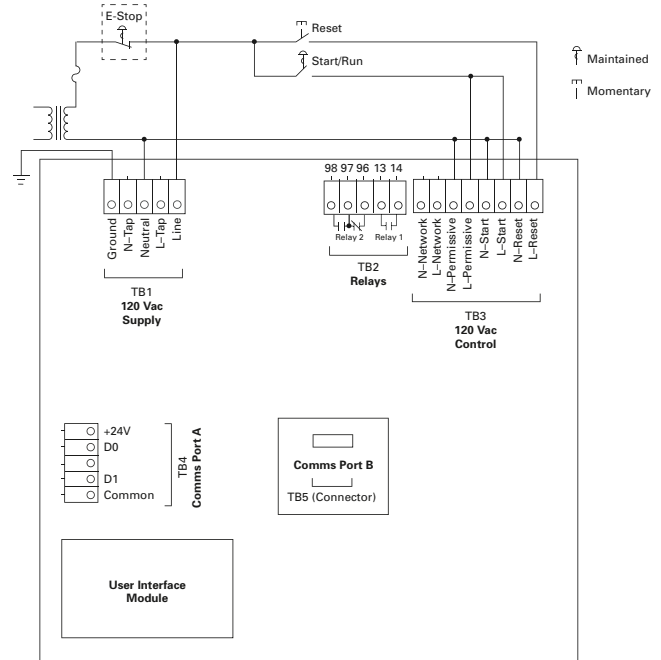 E-Stop
Reset
Start/Run
Maintained
Momentary
98 97 96 13 14
Relay 2
Relay 1
Ground
N–Tap
Neutral
L–Tap
Line
N–Network
L–Network
N–Permissive
L–Permissive
N–Start
L–Start
N–Reset
L–Reset
TB1
120 Vac
Supply
TB2
Relays
TB3
120 Vac
Control
+24V
D0
D1
Common
TB4
Comms Port A
Comms Port B
TB5 (Connector)
User Interface
Module